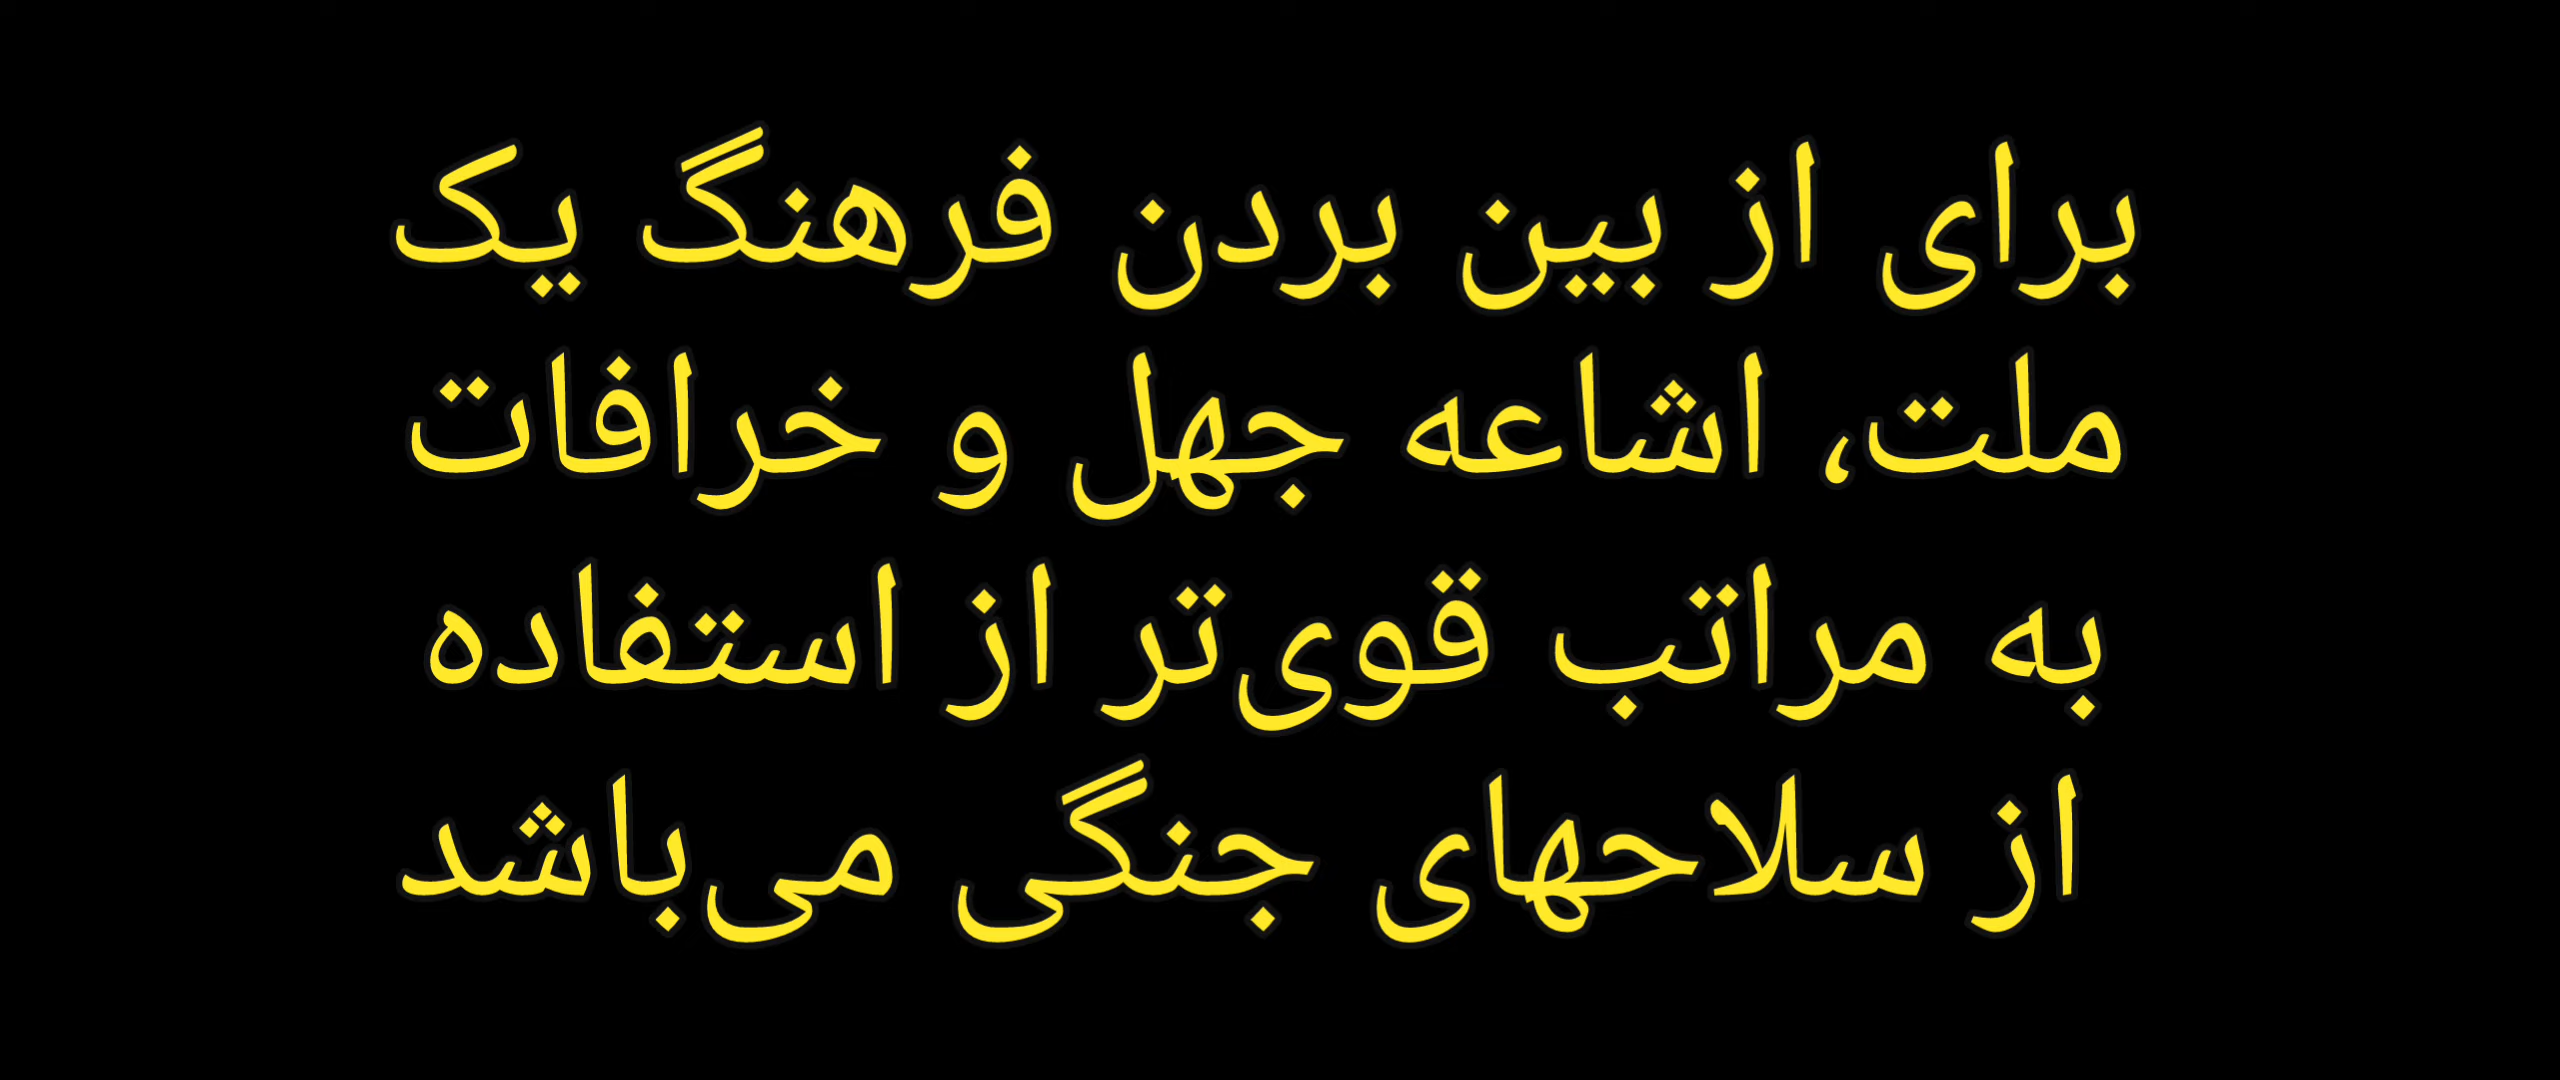 برای از بین بردن فرهنگ یک
ملت، اشاعه جهل و خرافات
به مراتب قوی‌تر از استفاده
از سلاحهای جنگی می‌باشد